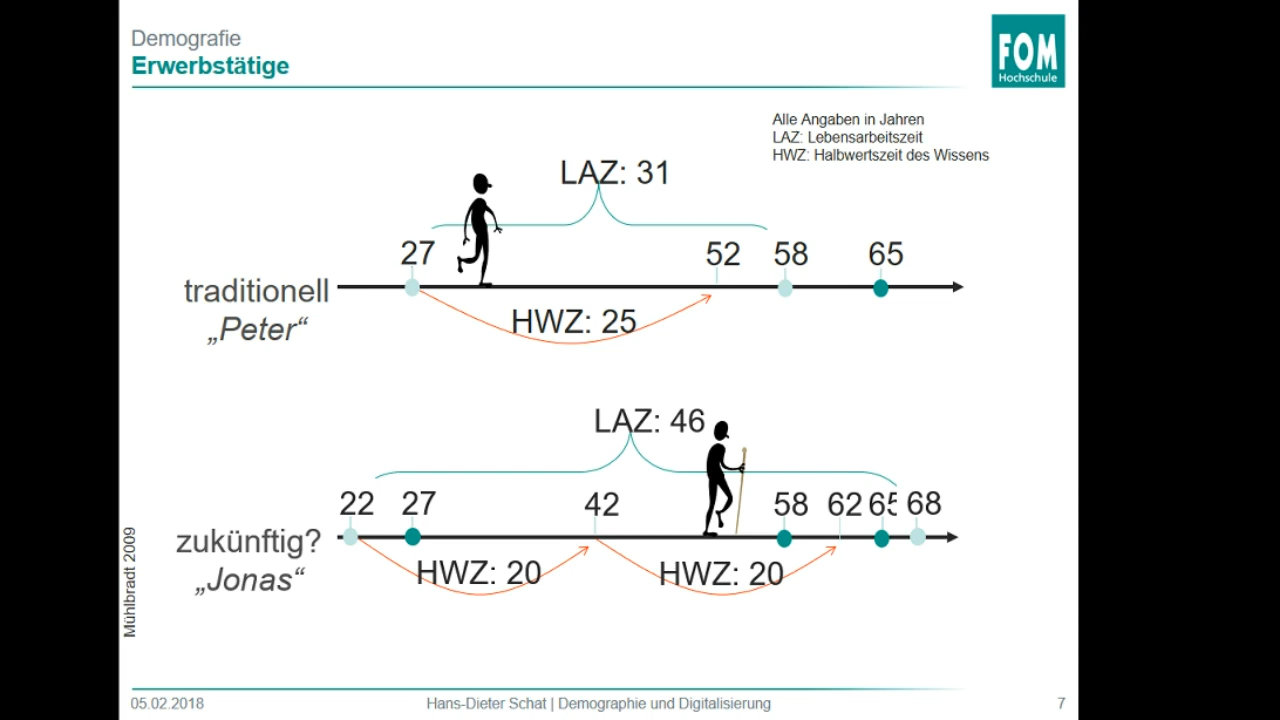 Demografie
Erwerbstätige
FOM
Hochschule
Alle Angaben in Jahren
LAZ: Lebensarbeitszeit
HWZ: Halbwertszeit des Wissens
LAZ: 31
27 52 58 65
traditionell
„Peter“
HWZ: 25
LAZ: 46
22 27 42 58 62 65 68
zukünftig?
„Jonas“
HWZ: 20 HWZ: 20
Mühlbradt 2009
05.02.2018 Hans-Dieter Schat | Demographie und Digitalisierung 7